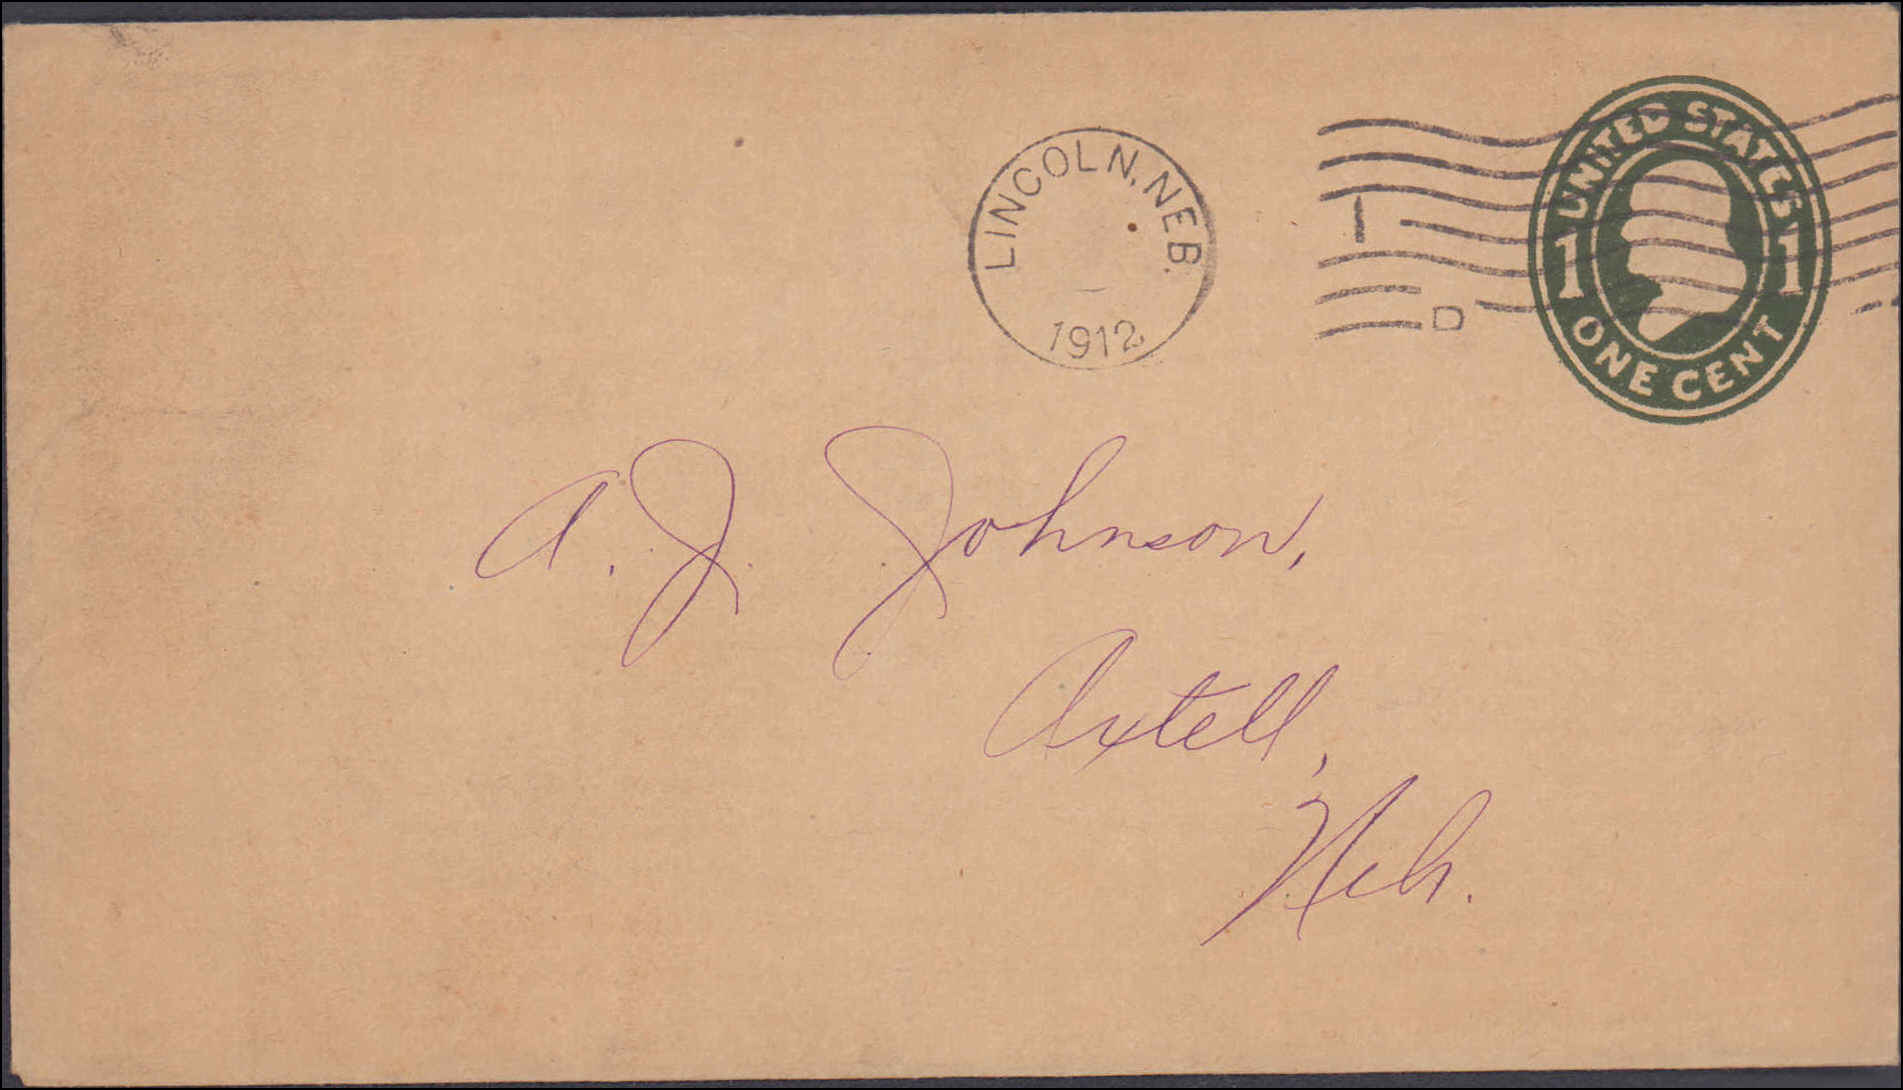 LINCOLN, NEB.
1912
1
D
UNITED STATES
1 1
ONE CENT
A. J. Johnson,
Axtell,
Neb.